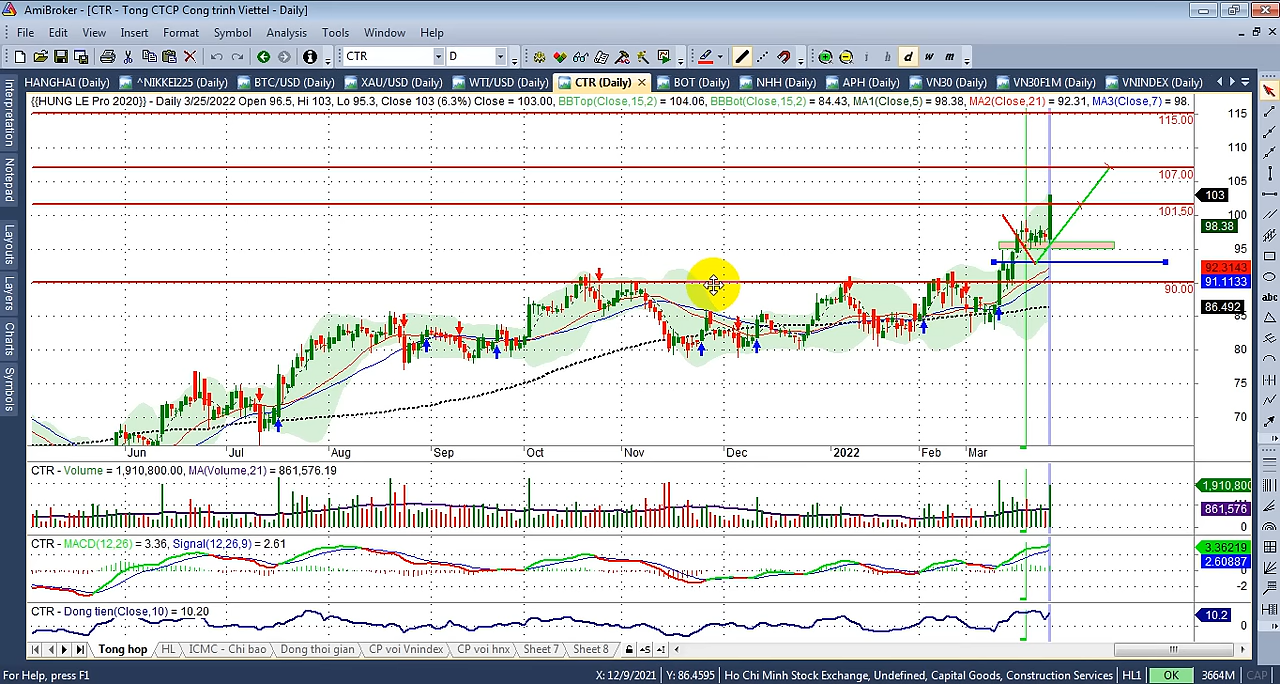 AmiBroker - [CTR - Tong CTCP Cong trinh Viettel - Daily]
File Edit View Insert Format Symbol Analysis Tools Window Help
CTR D i h d w m
HANGHAI (Daily) ^NIKKEI225 (Daily) BTC/USD (Daily) XAU/USD (Daily) WTI/USD (Daily) CTR (Daily) BOT (Daily) NHH (Daily) APH (Daily) VN30 (Daily) VN30F1M (Daily) VNINDEX (Daily)
{{HUNG LE Pro 2020}} - Daily 3/25/2022 Open 96.5, Hi 103, Lo 95.3, Close 103 (6.3%) Close = 103.00, BBTop(Close,15,2) = 104.06, BBBot(Close,15,2) = 84.43, MA1(Close,5) = 98.38, MA2(Close,21) = 92.31, MA3(Close,7) = 98.
Interpretation
Notepad
Layouts
Layers
Charts
Symbols
abc
115
115.00
110
107.00
105
103
101.50
100
98.38
95
92.3143
91.1133
90.00
86.492
85
80
75
70
Jun Jul Aug Sep Oct Nov Dec 2022 Feb Mar
CTR - Volume = 1,910,800.00, MA(Volume,21) = 861,576.19
1,910,800
861,576
0
CTR - MACD(12,26) = 3.36, Signal(12,26,9) = 2.61
3.36219
2.60887
0
-2
CTR - Dong tien(Close,10) = 10.20
10.2
0
Tong hop HL ICMC - Chi bao Dong thoi gian CP voi Vnindex CP voi hnx Sheet 7 Sheet 8
For Help, press F1 X: 12/9/2021 Y: 86.4595 Ho Chi Minh Stock Exchange, Undefined, Capital Goods, Construction Services HL1 OK 3664M CAP